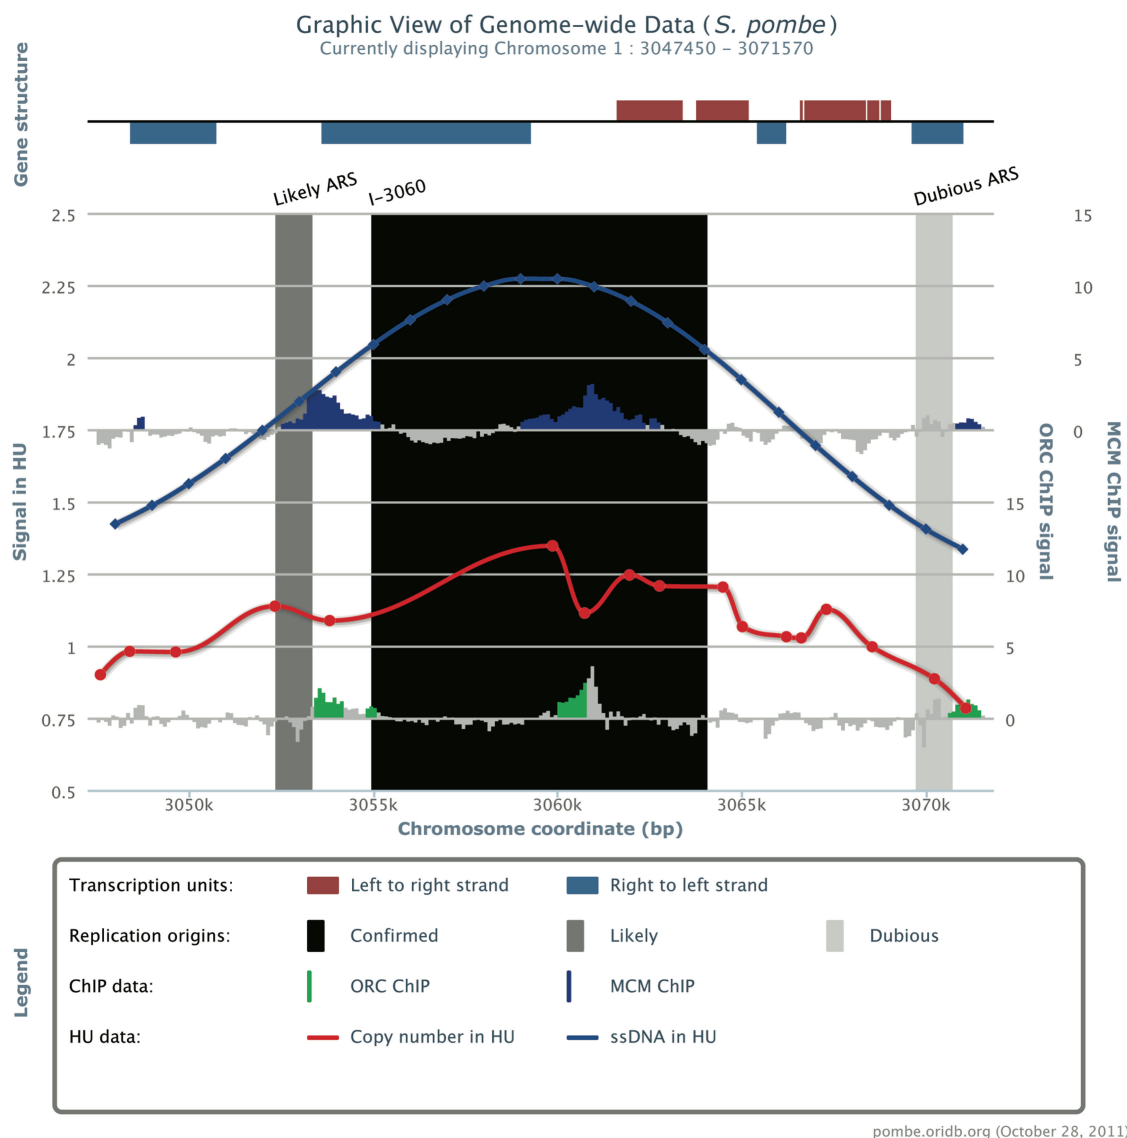 Graphic View of Genome-wide Data (S. pombe)
Currently displaying Chromosome 1 : 3047450 - 3071570
Gene structure
Likely ARS
I-3060
Dubious ARS
2.5
2.25
2
1.75
1.5
1.25
1
0.75
0.5
Signal in HU
15
10
5
0
15
10
5
0
ORC ChIP signal
MCM ChIP signal
3050k 3055k 3060k 3065k 3070k
Chromosome coordinate (bp)
Legend
Transcription units: Left to right strand Right to left strand
Replication origins: Confirmed Likely Dubious
ChIP data: ORC ChIP MCM ChIP
HU data: Copy number in HU ssDNA in HU
pombe.oridb.org (October 28, 2011)